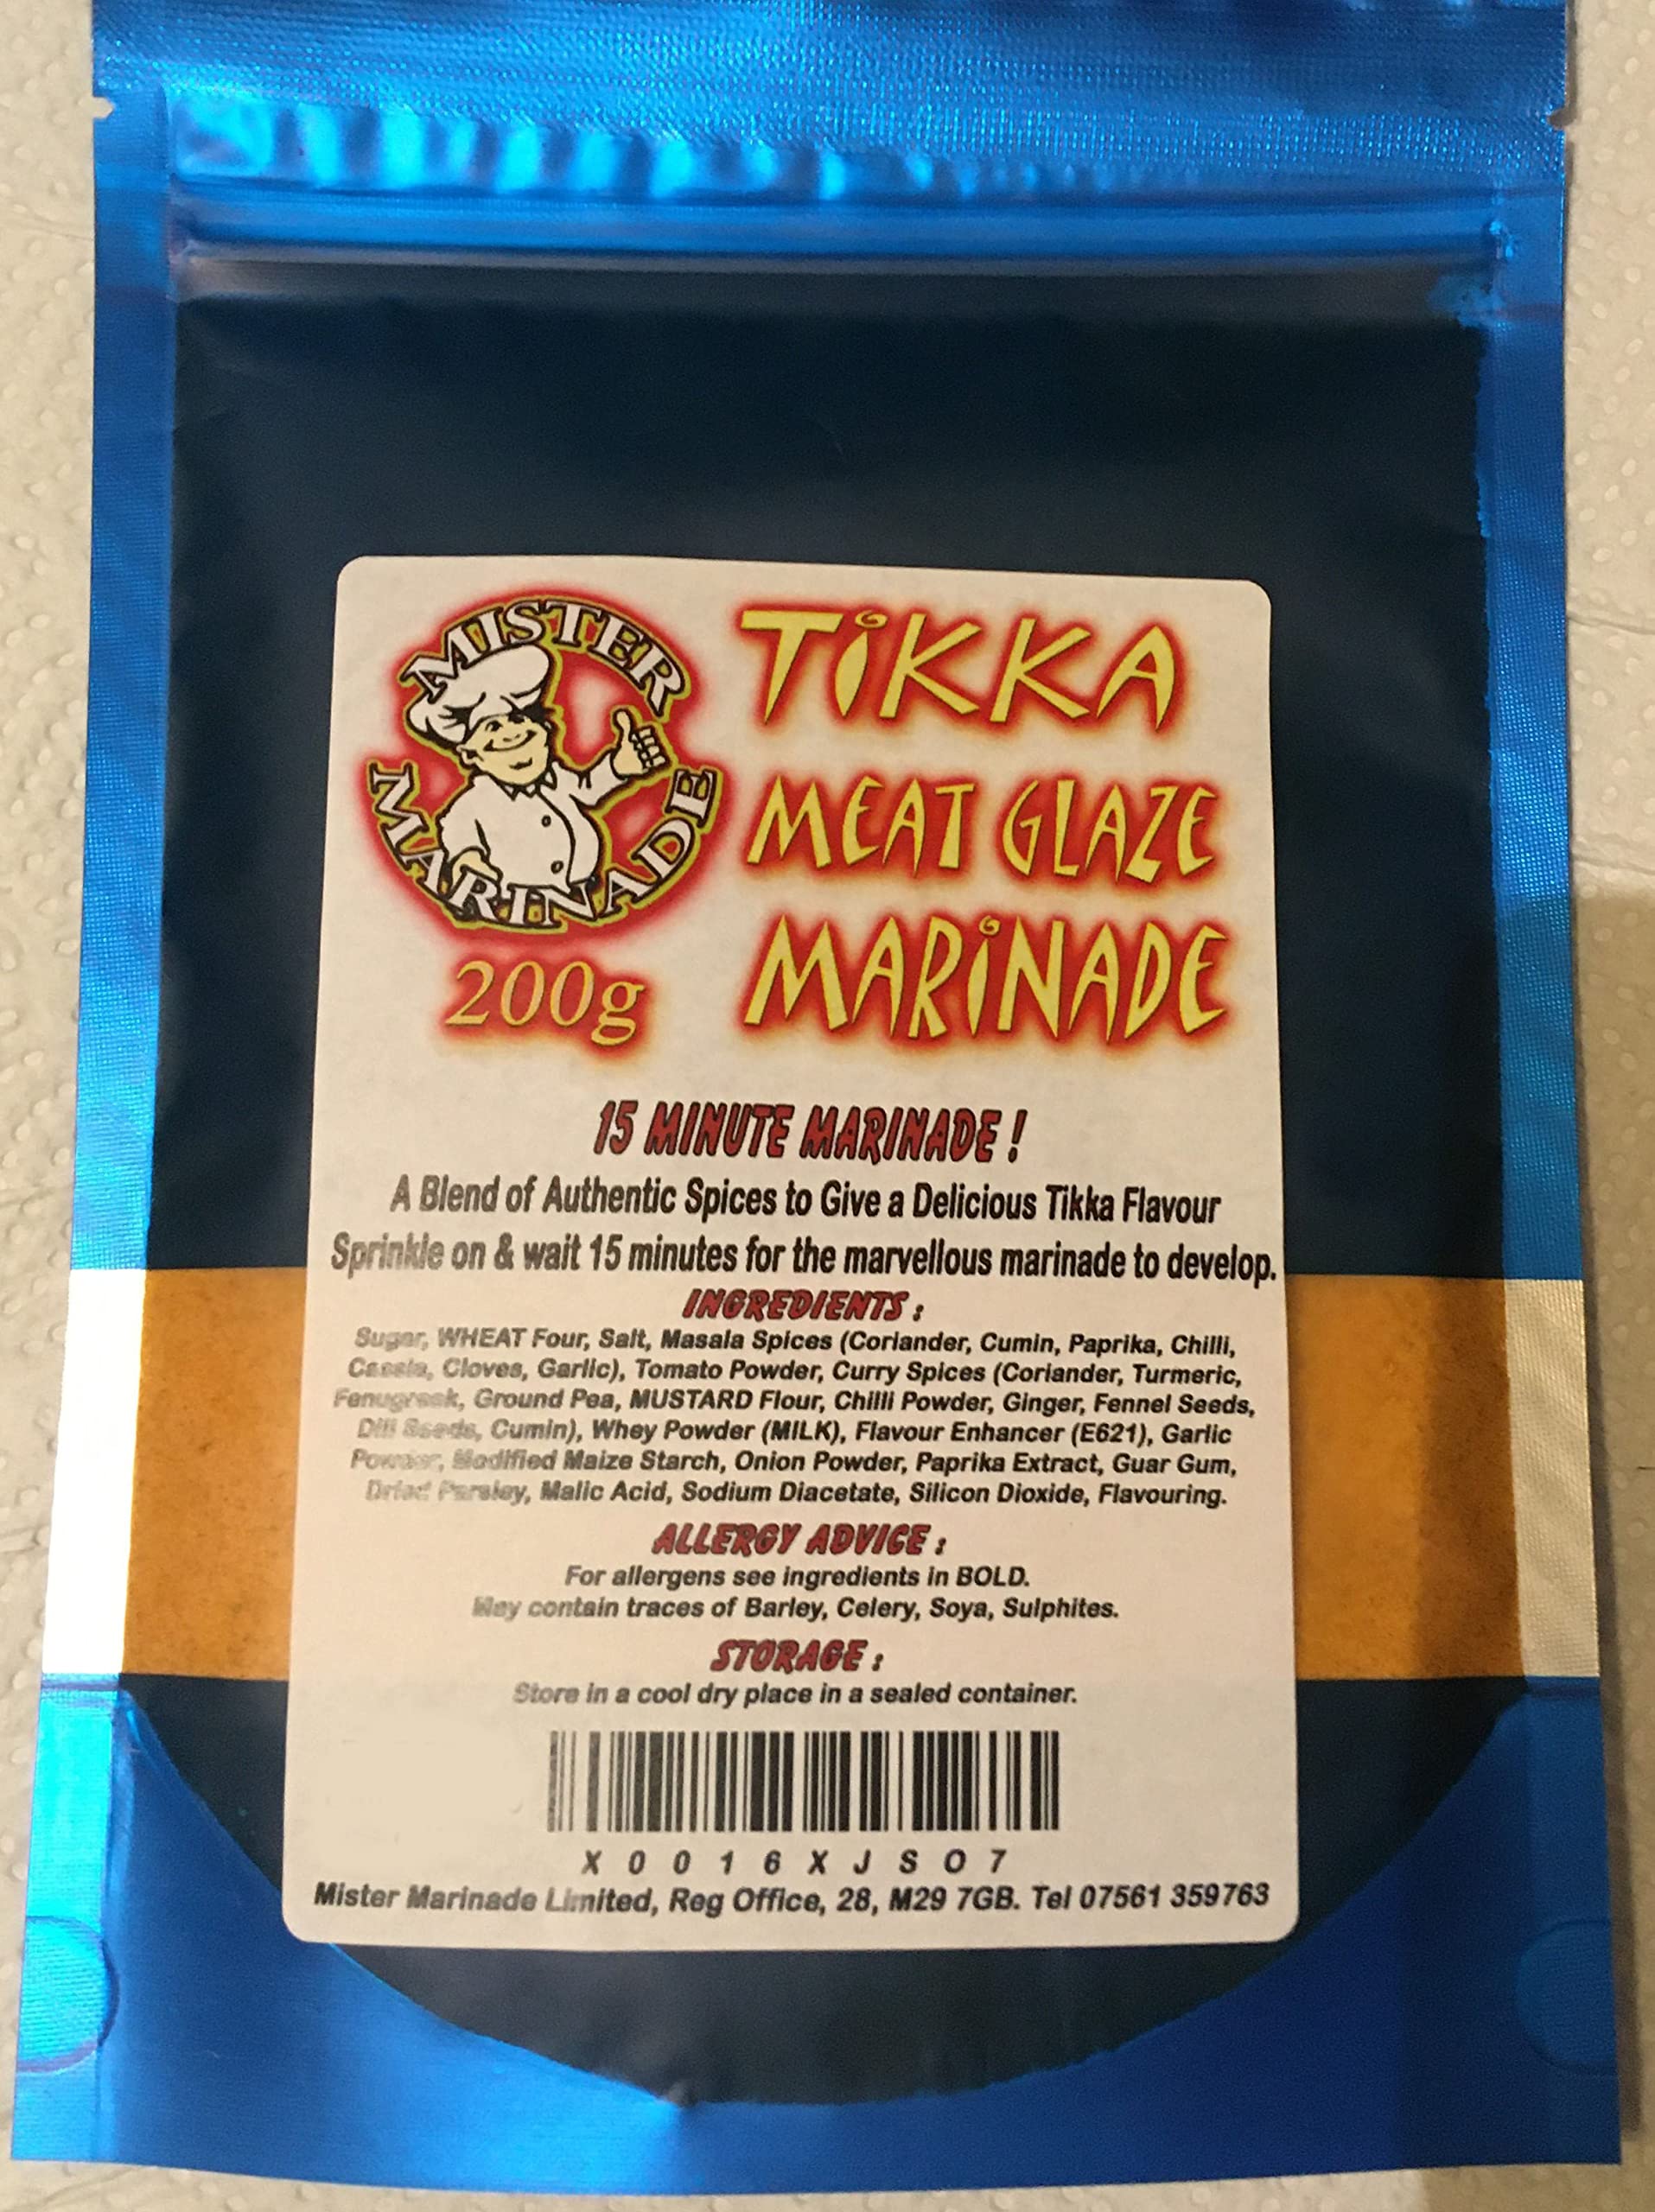 MISTER
MARINADE
200g
TiKKA
MEAT GLAZE
MARiNADE
15 MINUTE MARINADE !
A Blend of Authentic Spices to Give a Delicious Tikka Flavour
Sprinkle on & wait 15 minutes for the marvellous marinade to develop.
INGREDIENTS :
Sugar, WHEAT Four, Salt, Masala Spices (Coriander, Cumin, Paprika, Chilli,
Cassia, Cloves, Garlic), Tomato Powder, Curry Spices (Coriander, Turmeric,
Fenugreek, Ground Pea, MUSTARD Flour, Chilli Powder, Ginger, Fennel Seeds,
Dill Seeds, Cumin), Whey Powder (MILK), Flavour Enhancer (E621), Garlic
Powder, Modified Maize Starch, Onion Powder, Paprika Extract, Guar Gum,
Dried Parsley, Malic Acid, Sodium Diacetate, Silicon Dioxide, Flavouring.
ALLERGY ADVICE :
For allergens see ingredients in BOLD.
May contain traces of Barley, Celery, Soya, Sulphites.
STORAGE :
Store in a cool dry place in a sealed container.
X 0 0 1 6 X J S O 7
Mister Marinade Limited, Reg Office, 28, M29 7GB. Tel 07561 359763